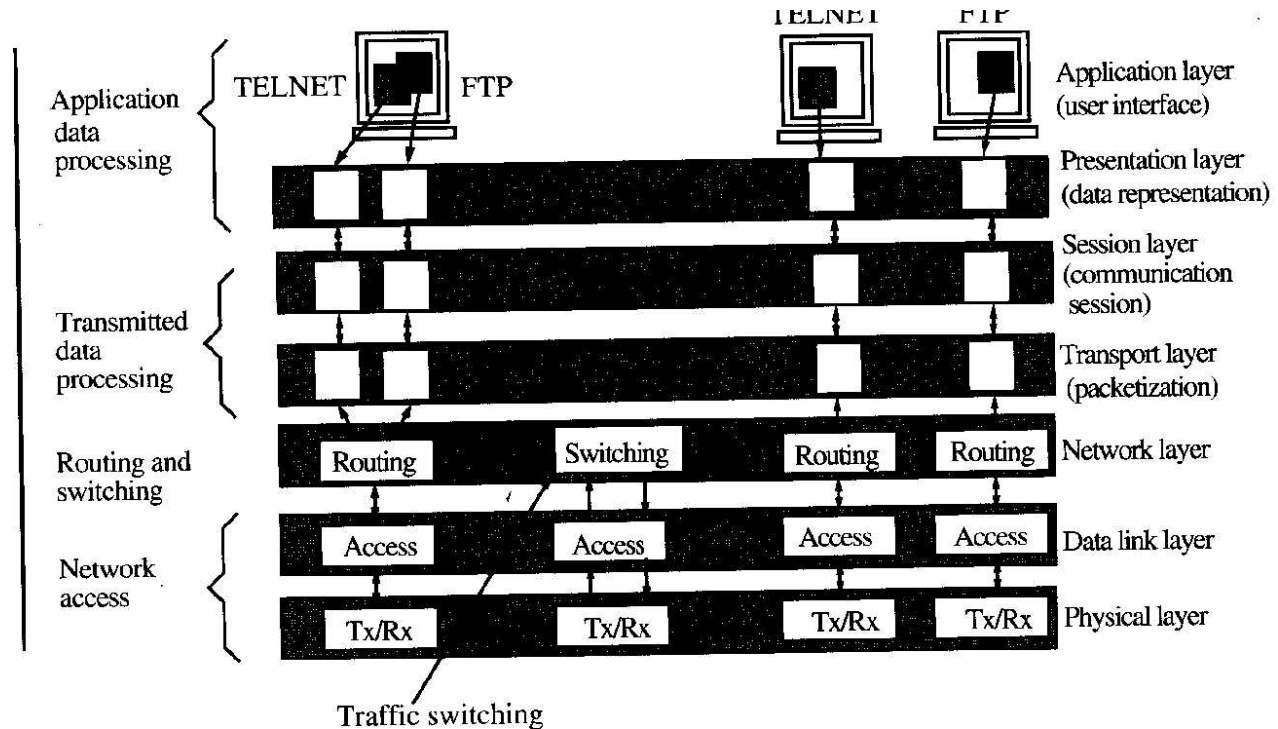 TELNET
FTP
TELNET
FTP
Application
data
processing
Application layer
(user interface)
Presentation layer
(data representation)
Session layer
(communication
session)
Transmitted
data
processing
Transport layer
(packetization)
Routing and
switching
Routing
Switching
Routing
Routing
Network layer
Network
access
Access
Access
Access
Access
Data link layer
Tx/Rx
Tx/Rx
Tx/Rx
Tx/Rx
Physical layer
Traffic switching